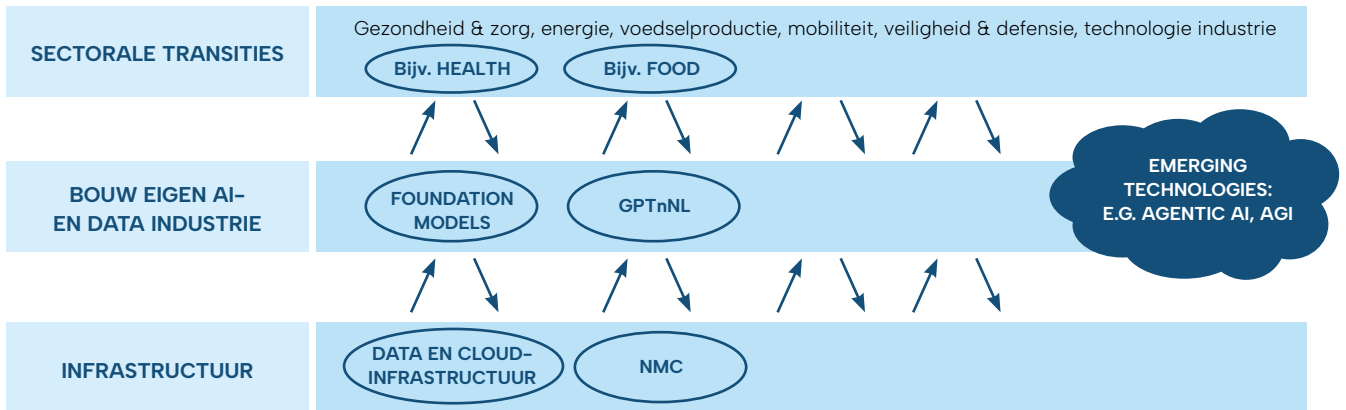 SECTORALE TRANSITIES
Gezondheid & zorg, energie, voedselproductie, mobiliteit, veiligheid & defensie, technologie industrie
Bijv. HEALTH
Bijv. FOOD
BOUW EIGEN AI-
EN DATA INDUSTRIE
FOUNDATION
MODELS
GPTnNL
EMERGING
TECHNOLOGIES:
E.G. AGENTIC AI, AGI
INFRASTRUCTUUR
DATA EN CLOUD-
INFRASTRUCTUUR
NMC